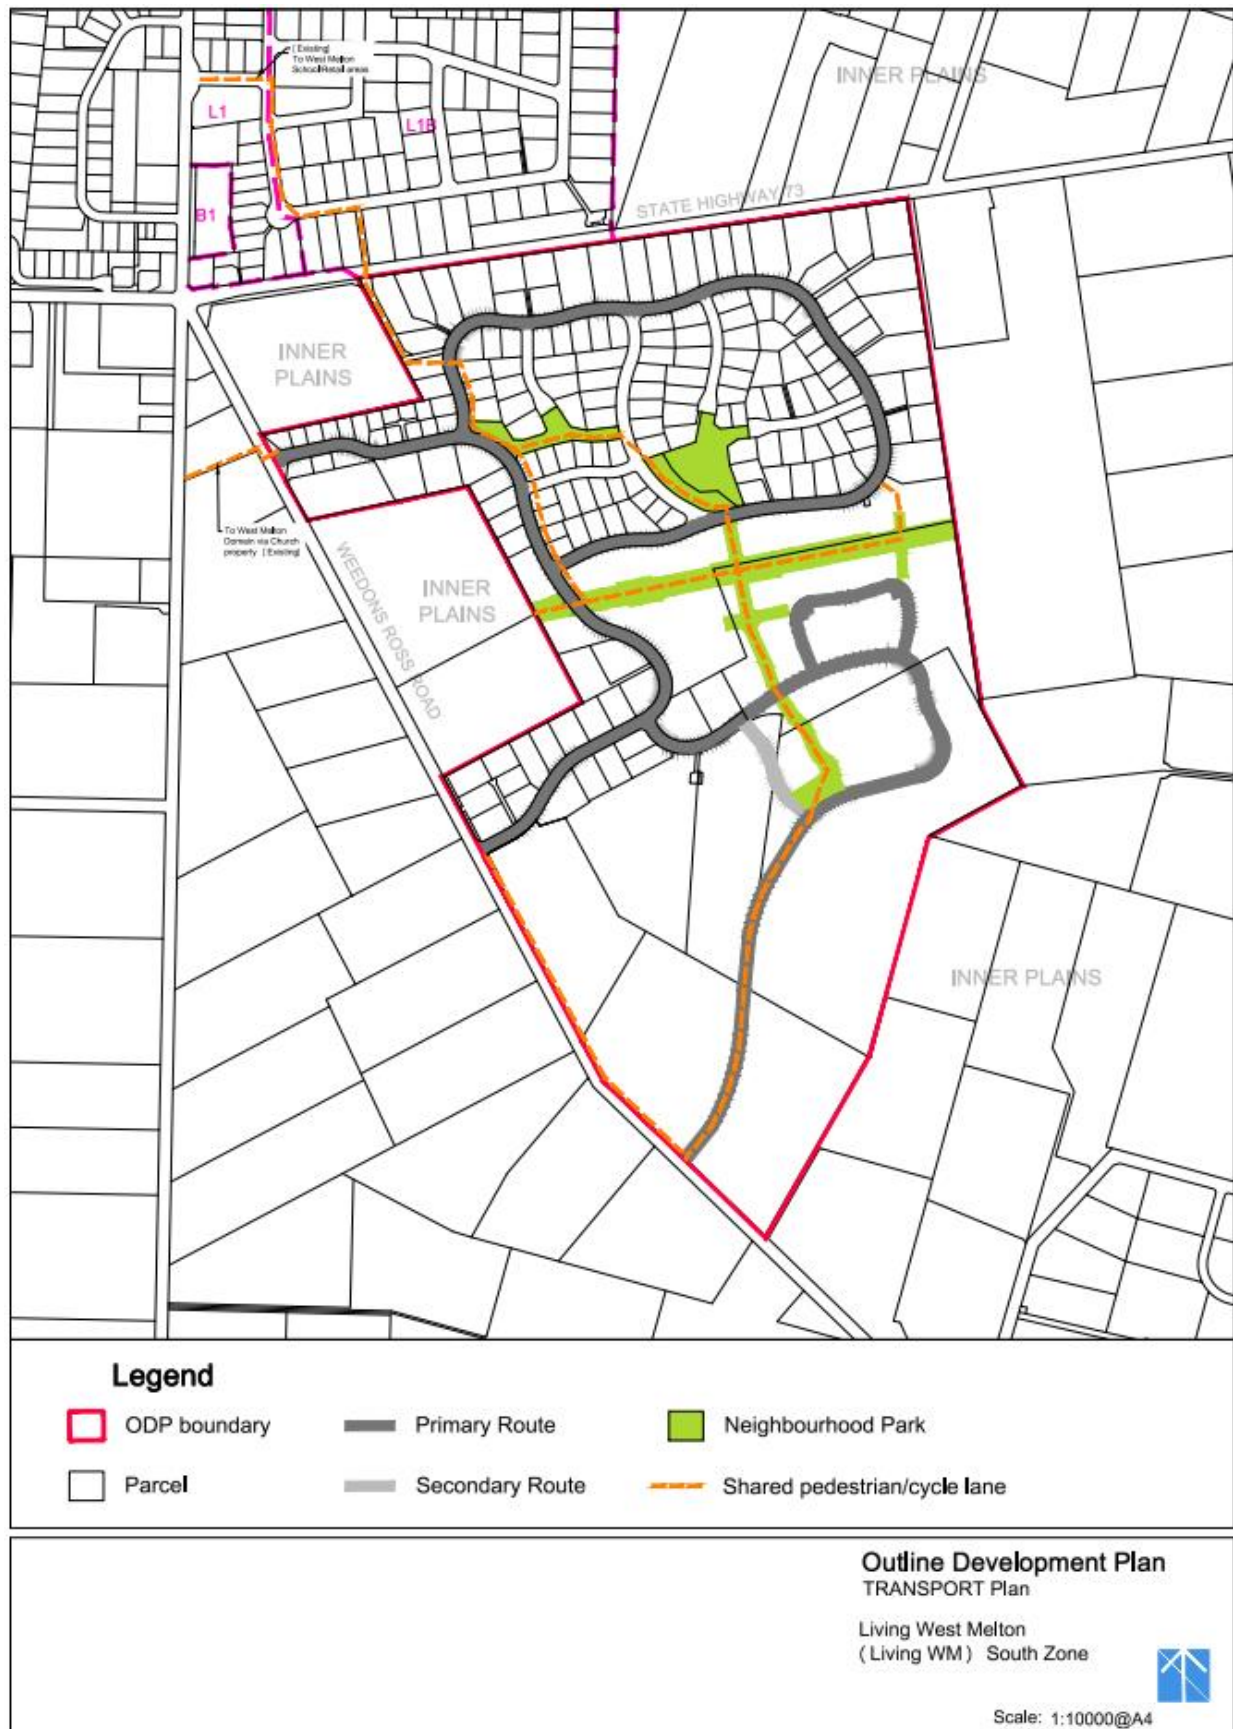 ( Existing)
To West Melton
School/Retail areas
INNER PLAINS
L1
L1B
B1
STATE HIGHWAY 73
INNER
PLAINS
To West Melton
Domain via Church
property ( Existing)
WEEDONS ROSS ROAD
INNER
PLAINS
INNER PLAINS
Legend
ODP boundary
Primary Route
Neighbourhood Park
Parcel
Secondary Route
Shared pedestrian/cycle lane
Outline Development Plan
TRANSPORT Plan
Living West Melton
( Living WM ) South Zone
Scale: 1:10000@A4